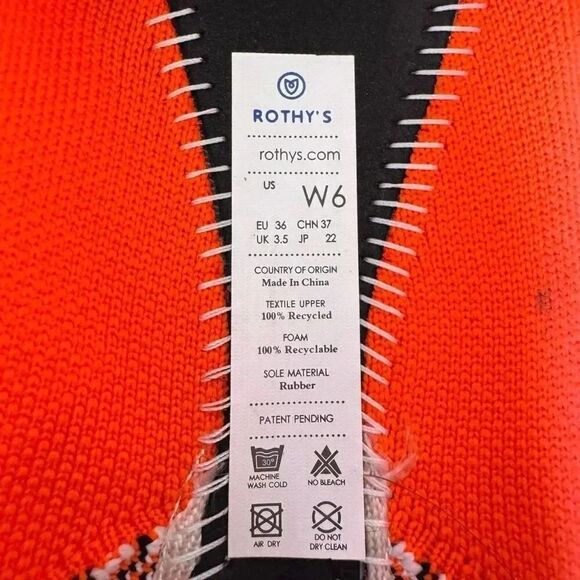 ROTHY'S
rothys.com
US W6
EU 36 CHN 37
UK 3.5 JP 22
COUNTRY OF ORIGIN
Made In China
TEXTILE UPPER
100% Recycled
FOAM
100% Recyclable
SOLE MATERIAL
Rubber
PATENT PENDING
30°
MACHINE
WASH COLD
NO BLEACH
AIR DRY
DO NOT
DRY CLEAN